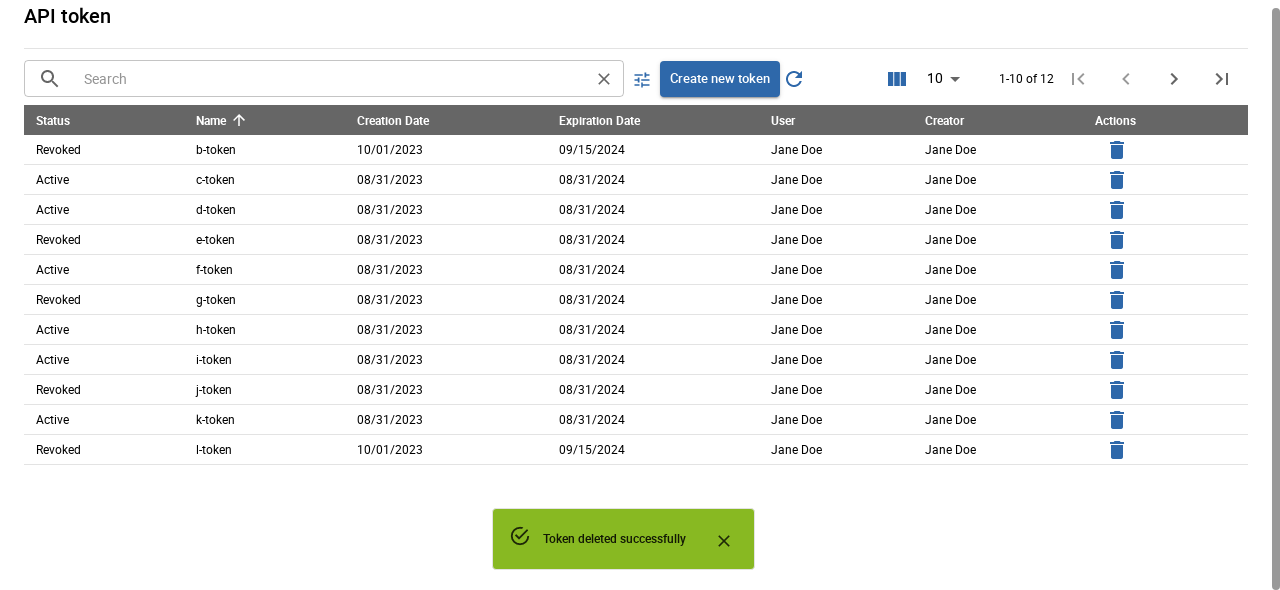 API token
Search
Create new token
10
1-10 of 12
Status Name Creation Date Expiration Date User Creator Actions
Revoked b-token 10/01/2023 09/15/2024 Jane Doe Jane Doe
Active c-token 08/31/2023 08/31/2024 Jane Doe Jane Doe
Active d-token 08/31/2023 08/31/2024 Jane Doe Jane Doe
Revoked e-token 08/31/2023 08/31/2024 Jane Doe Jane Doe
Active f-token 08/31/2023 08/31/2024 Jane Doe Jane Doe
Revoked g-token 08/31/2023 08/31/2024 Jane Doe Jane Doe
Active h-token 08/31/2023 08/31/2024 Jane Doe Jane Doe
Active i-token 08/31/2023 08/31/2024 Jane Doe Jane Doe
Revoked j-token 08/31/2023 08/31/2024 Jane Doe Jane Doe
Active k-token 08/31/2023 08/31/2024 Jane Doe Jane Doe
Revoked l-token 10/01/2023 09/15/2024 Jane Doe Jane Doe
Token deleted successfully